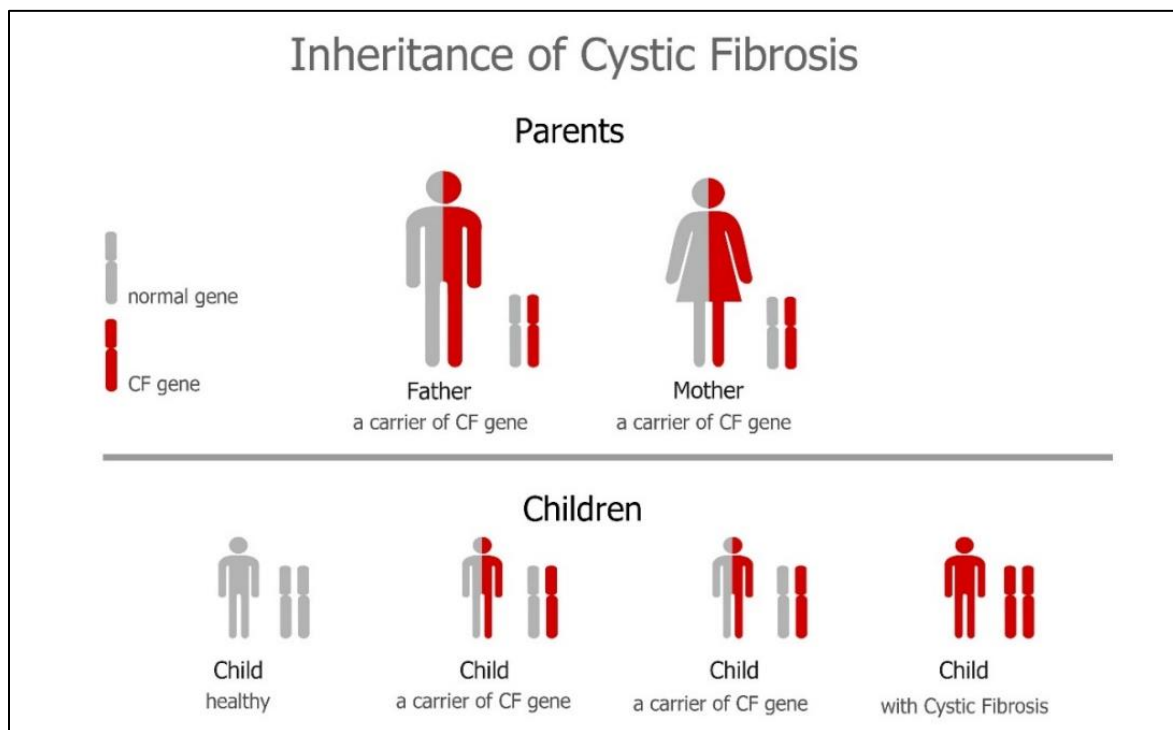 Inheritance of Cystic Fibrosis
Parents
normal gene
CF gene
Father
a carrier of CF gene
Mother
a carrier of CF gene
Children
Child
healthy
Child
a carrier of CF gene
Child
a carrier of CF gene
Child
with Cystic Fibrosis